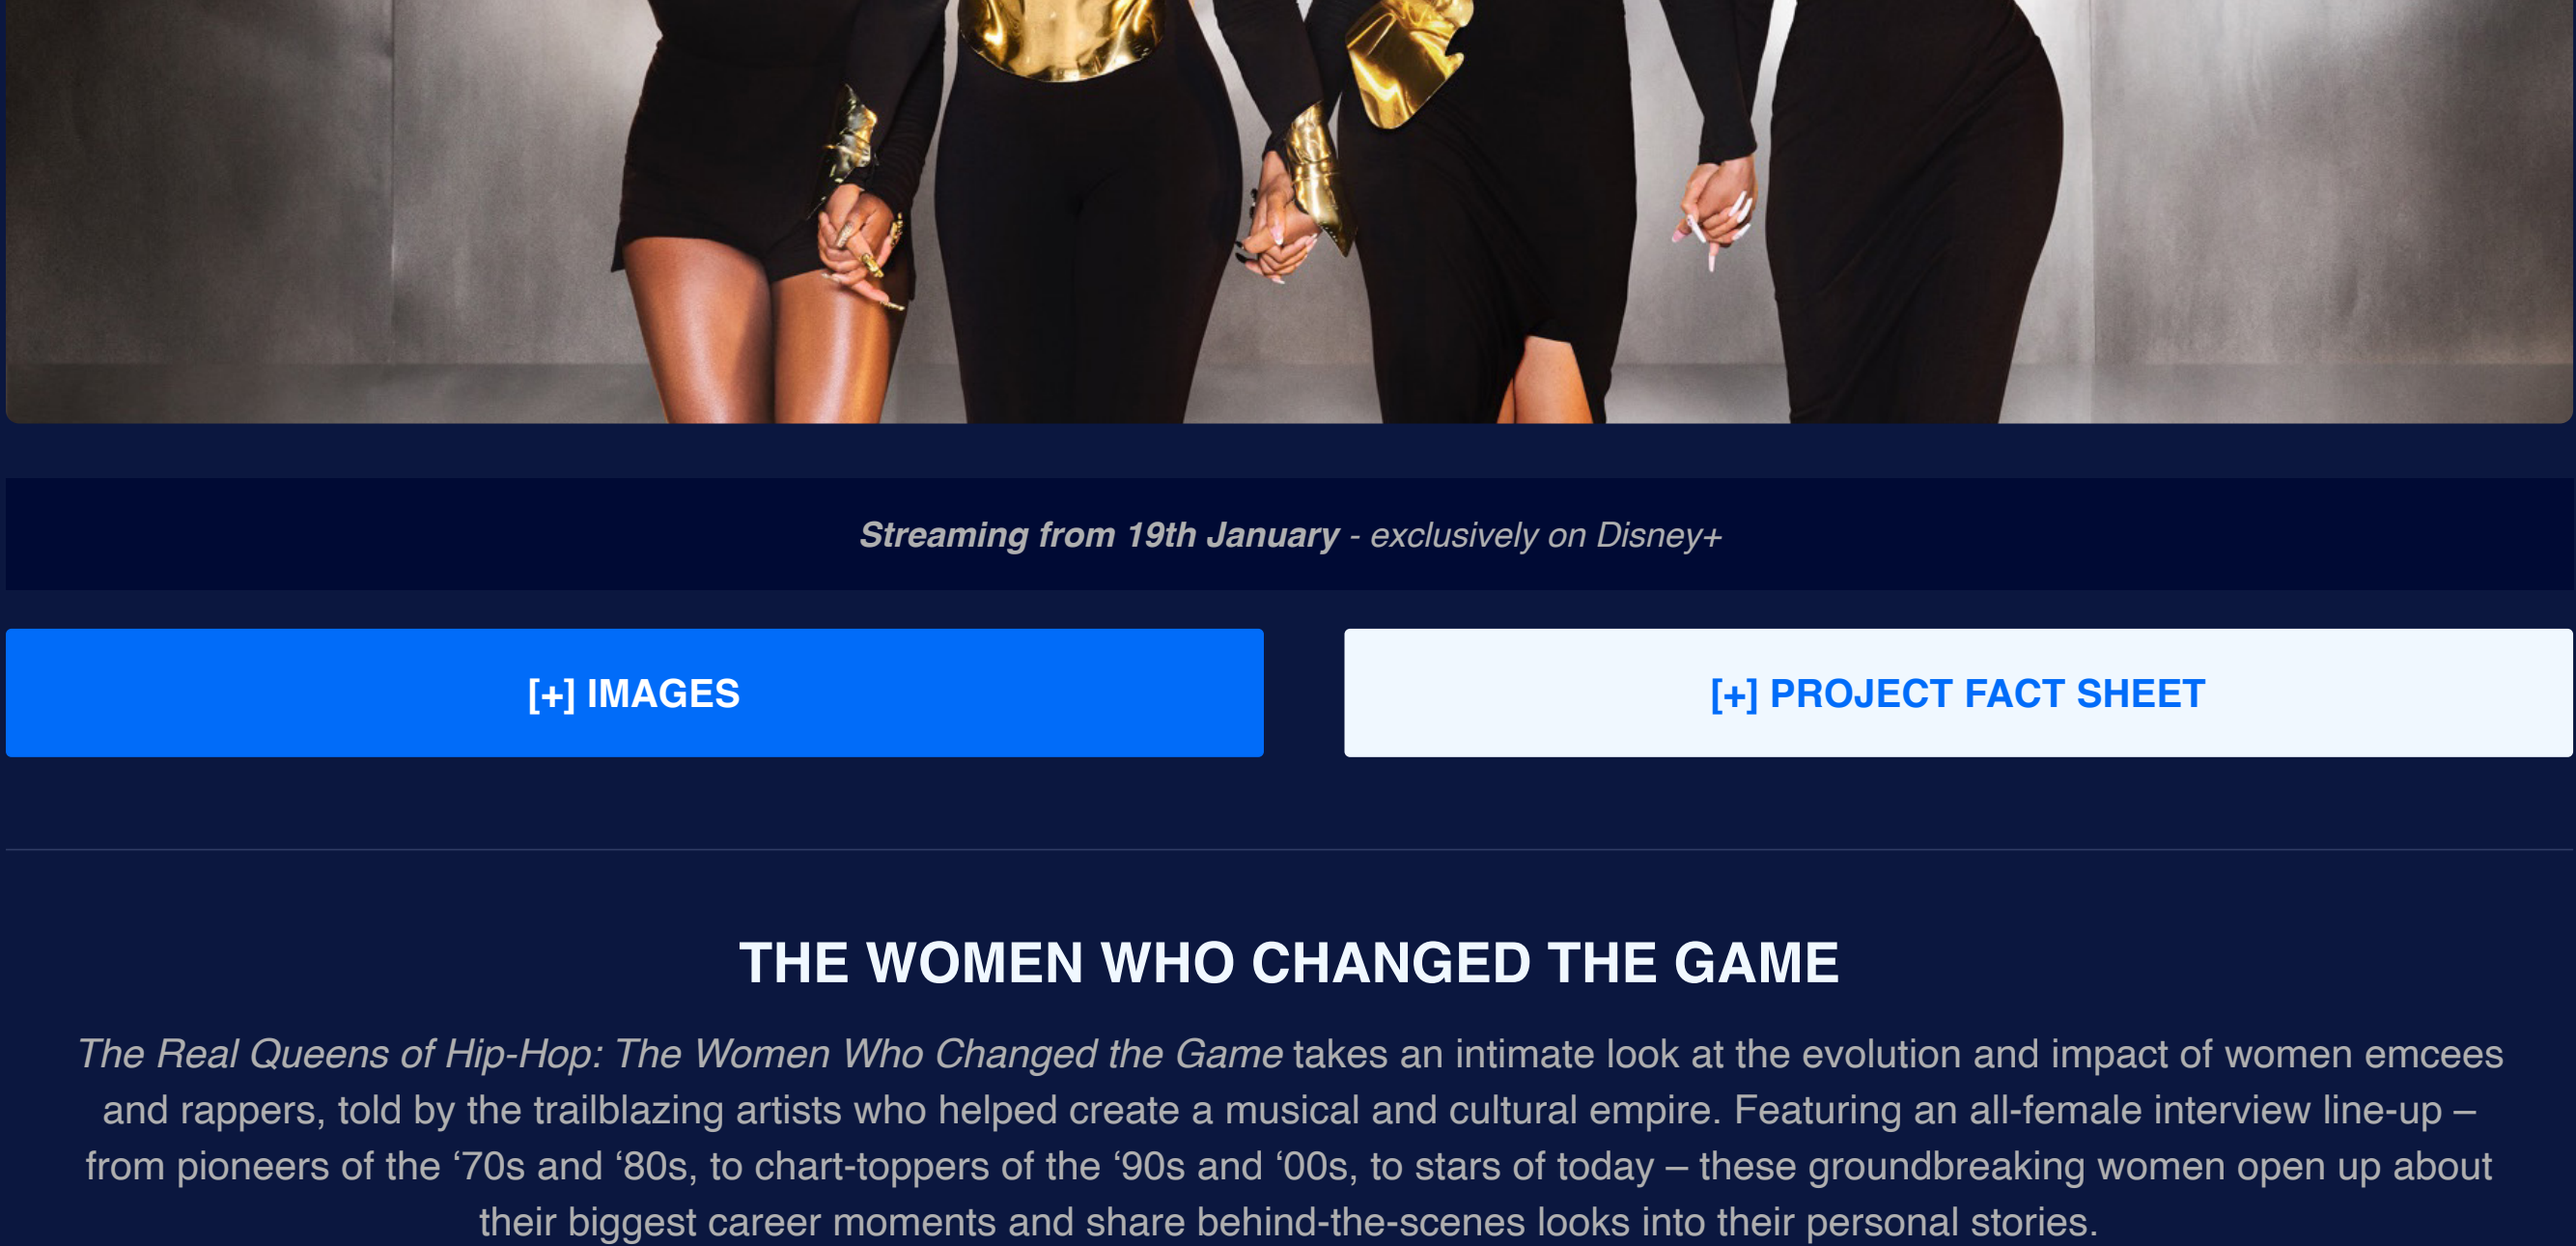 Streaming from 19th January - exclusively on Disney+
[+] IMAGES
[+] PROJECT FACT SHEET
THE WOMEN WHO CHANGED THE GAME
The Real Queens of Hip-Hop: The Women Who Changed the Game takes an intimate look at the evolution and impact of women emcees
and rappers, told by the trailblazing artists who helped create a musical and cultural empire. Featuring an all-female interview line-up –
from pioneers of the ‘70s and ‘80s, to chart-toppers of the ‘90s and ‘00s, to stars of today – these groundbreaking women open up about
their biggest career moments and share behind-the-scenes looks into their personal stories.